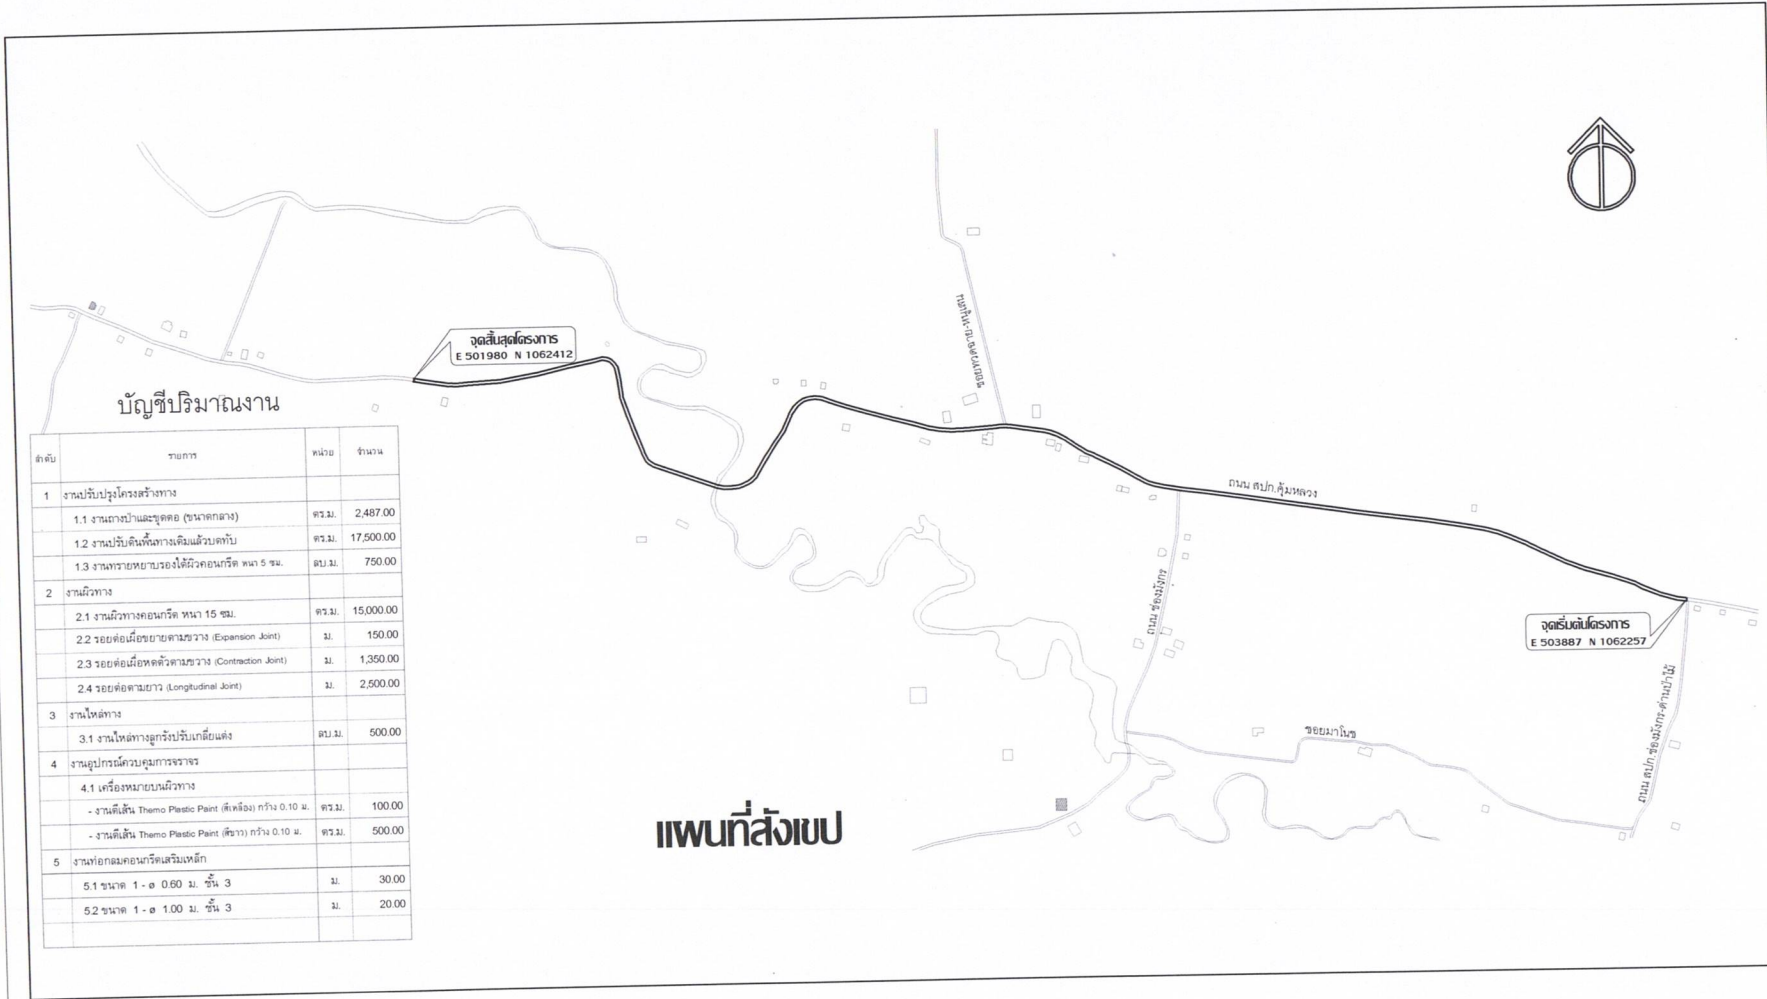 จุดสิ้นสุดโครงการ
E 501980 N 1062412
ถนน สปก.คุ้มหลวง
ถนน ช่องมังกร
จุดเริ่มต้นโครงการ
E 503887 N 1062257
ถนน สปก.ช่องมังกร-ด่านป่าไม้
ซอยมาโนช
แผนที่สังเขป
บัญชีปริมาณงาน
ลำดับ รายการ หน่วย จำนวน
1 งานปรับปรุงโครงสร้างทาง
1.1 งานถางป่าและขุดตอ (ขนาดกลาง) ตร.ม. 2,487.00
1.2 งานปรับดินพื้นทางเดิมแล้วบดทับ ตร.ม. 17,500.00
1.3 งานทรายหยาบรองใต้ผิวคอนกรีต หนา 5 ซม. ลบ.ม. 750.00
2 งานผิวทาง
2.1 งานผิวทางคอนกรีต หนา 15 ซม. ตร.ม. 15,000.00
2.2 รอยต่อเผื่อขยายตามขวาง (Expansion Joint) ม. 150.00
2.3 รอยต่อเผื่อหดตัวตามขวาง (Contraction Joint) ม. 1,350.00
2.4 รอยต่อตามยาว (Longitudinal Joint) ม. 2,500.00
3 งานไหล่ทาง
3.1 งานไหล่ทางลูกรังปรับเกลี่ยแต่ง ลบ.ม. 500.00
4 งานอุปกรณ์ควบคุมการจราจร
4.1 เครื่องหมายบนผิวทาง
- งานตีเส้น Themo Plastic Paint (สีเหลือง) กว้าง 0.10 ม. ตร.ม. 100.00
- งานตีเส้น Themo Plastic Paint (สีขาว) กว้าง 0.10 ม. ตร.ม. 500.00
5 งานท่อกลมคอนกรีตเสริมเหล็ก
5.1 ขนาด 1 - ø 0.60 ม. ชั้น 3 ม. 30.00
5.2 ขนาด 1 - ø 1.00 ม. ชั้น 3 ม. 20.00